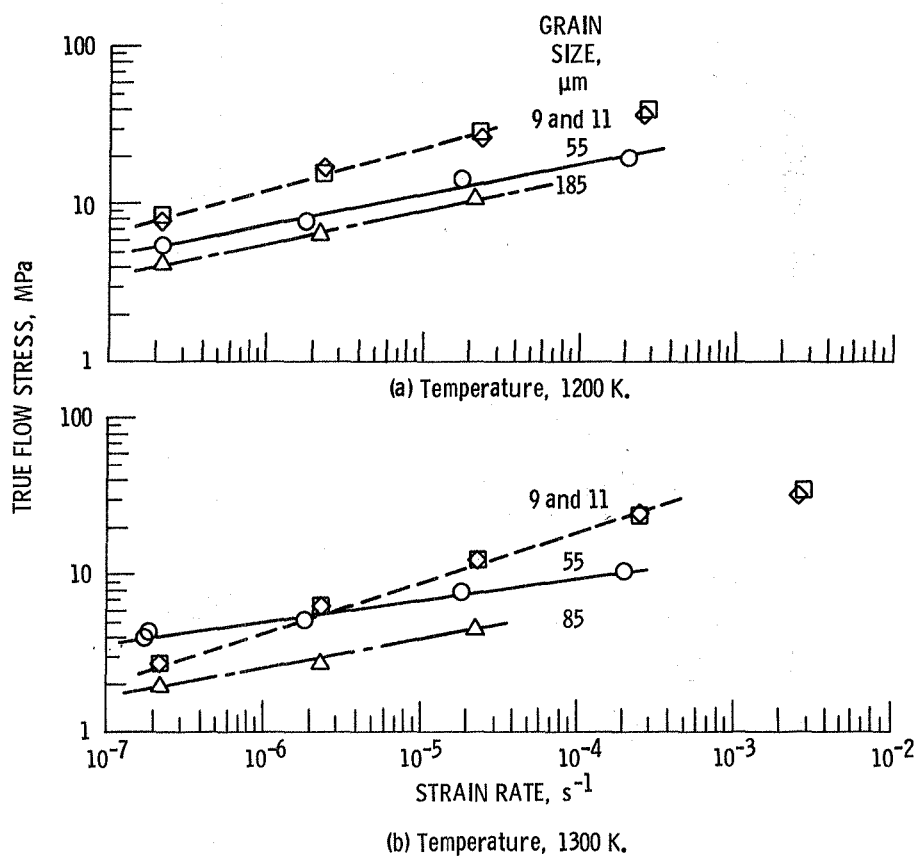 GRAIN
SIZE,
μm
100
9 and 11
55
185
10
1
(a) Temperature, 1200 K.
TRUE FLOW STRESS, MPa
100
9 and 11
55
10
85
1
10-7 10-6 10-5 10-4 10-3 10-2
STRAIN RATE, s-1
(b) Temperature, 1300 K.